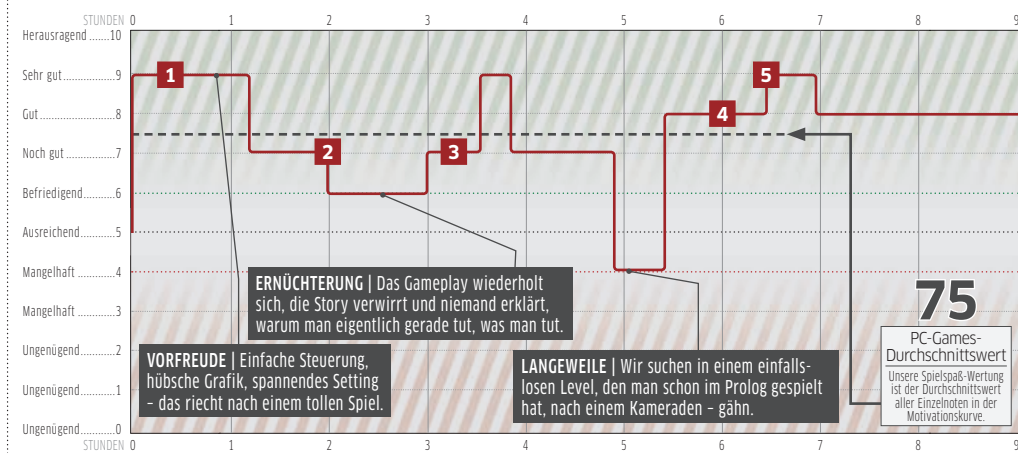 STUNDEN 0 1 2 3 4 5 6 7 8 9
Herausragend.......10
Sehr gut..............9
Gut.....................8
Noch gut..............7
Befriedigend.........6
Ausreichend..........5
Mangelhaft...........4
Mangelhaft...........3
Ungenügend.........2
Ungenügend.........1
Ungenügend.........0
STUNDEN 0 1 2 3 4 5 6 7 8 9
1
2
3
4
5
ERNÜCHTERUNG | Das Gameplay wiederholt
sich, die Story verwirrt und niemand erklärt,
warum man eigentlich gerade tut, was man tut.
VORFREUDE | Einfache Steuerung,
hübsche Grafik, spannendes Setting
– das riecht nach einem tollen Spiel.
LANGEWEILE | Wir suchen in einem einfalls-
losen Level, den man schon im Prolog gespielt
hat, nach einem Kameraden – gähn.
75
PC-Games-
Durchschnittswert
Unsere Spielspaß-Wertung
ist der Durchschnittswert
aller Einzelnoten in der
Motivationskurve.